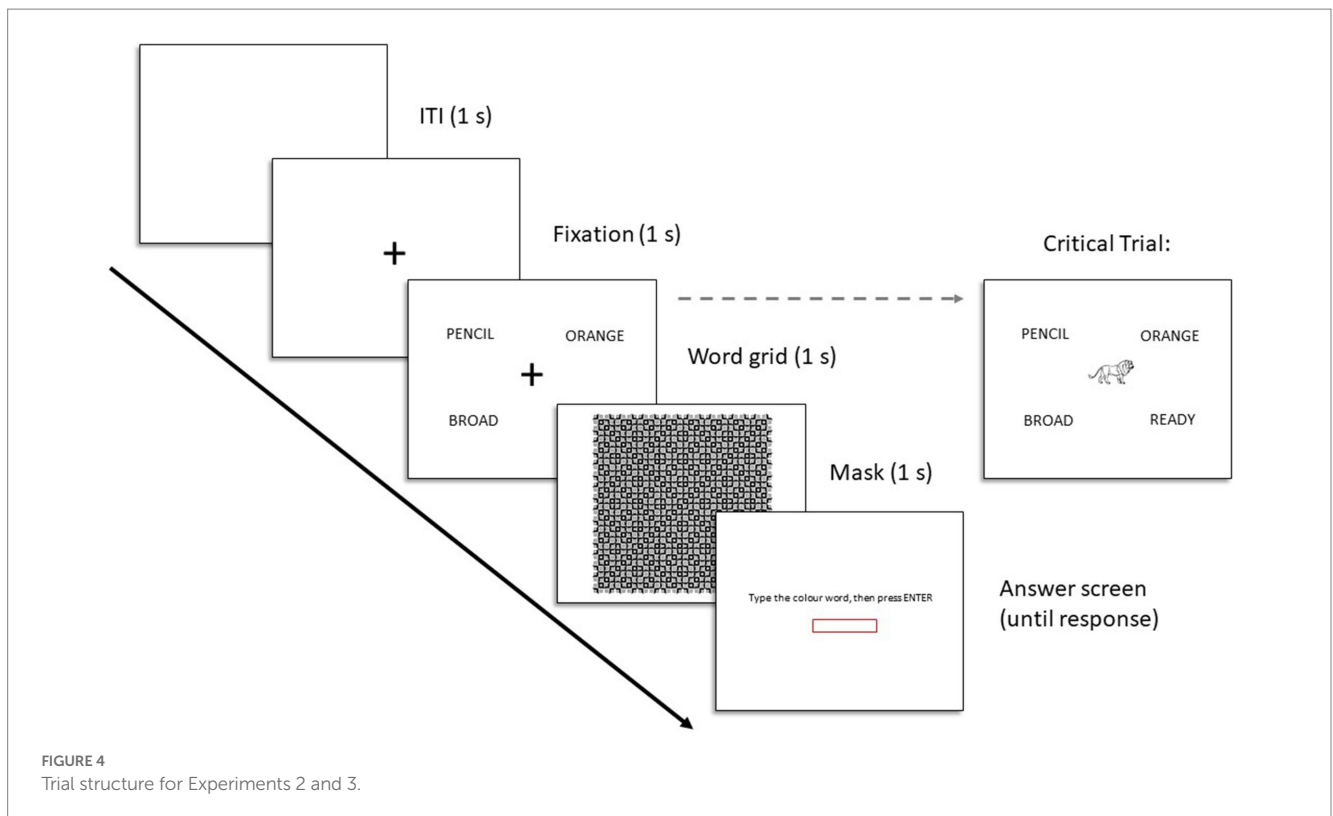 ITI (1 s)
Fixation (1 s)
Critical Trial:
PENCIL ORANGE
BROAD
Word grid (1 s)
PENCIL ORANGE
BROAD READY
Mask (1 s)
Type the colour word, then press ENTER
Answer screen
(until response)
FIGURE 4
Trial structure for Experiments 2 and 3.